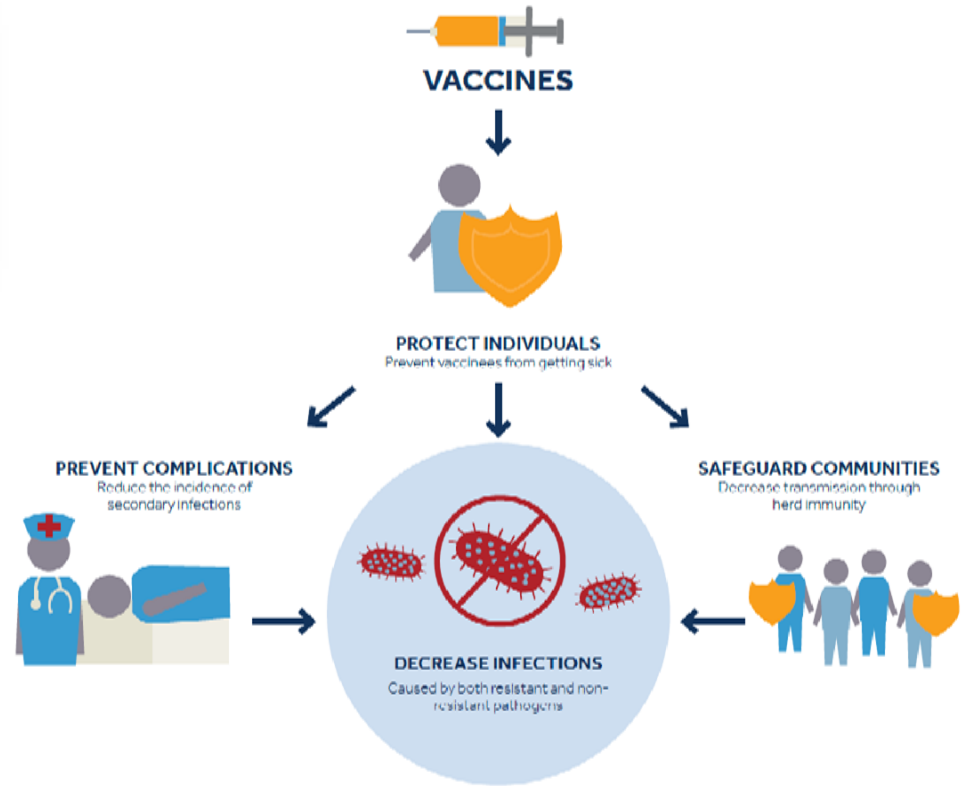 VACCINES
PROTECT INDIVIDUALS
Prevent vaccinees from getting sick
PREVENT COMPLICATIONS
Reduce the incidence of
secondary infections
SAFEGUARD COMMUNITIES
Decrease transmission through
herd immunity
DECREASE INFECTIONS
Caused by both resistant and non-
resistant pathogens